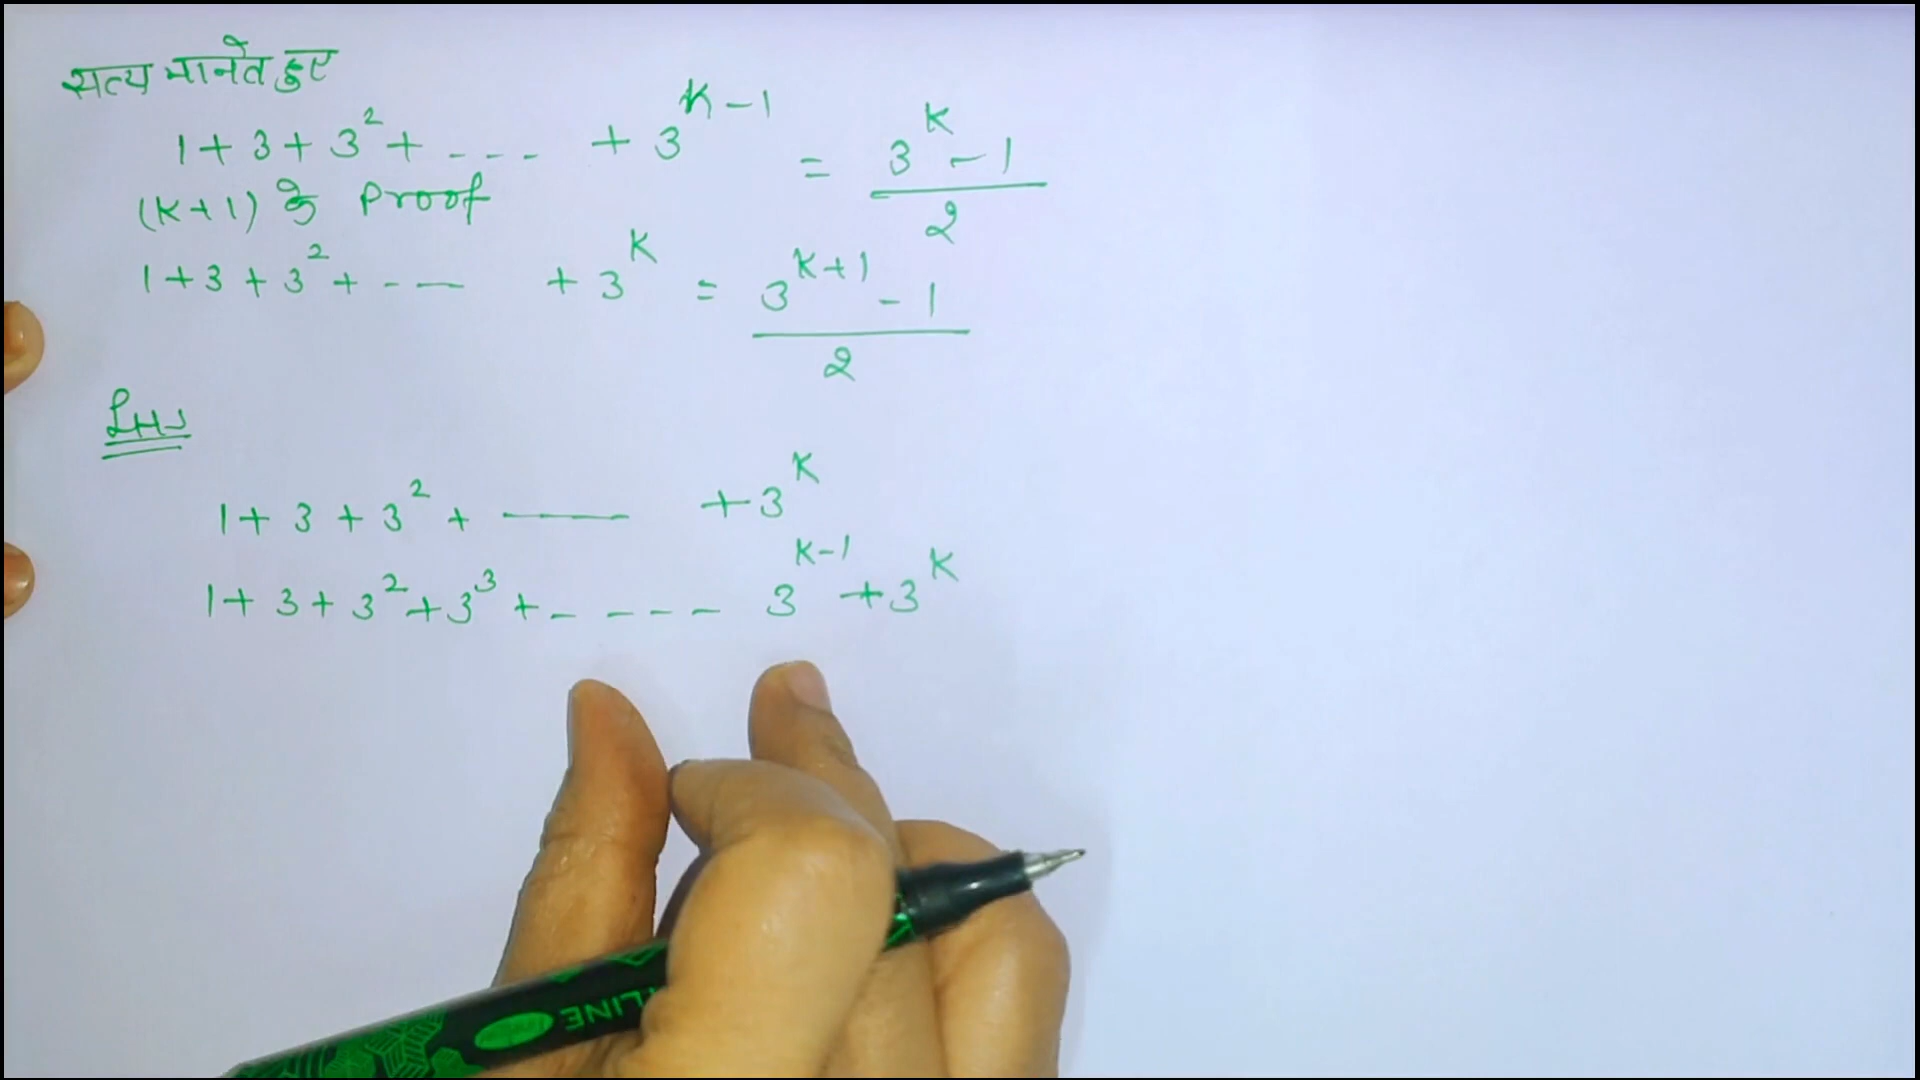 सत्य मानेत हुए
1 + 3 + 3² + - - - + 3^(K-1) = (3^K - 1)/2
(K+1) के Proof
1 + 3 + 3² + - — + 3^K = (3^(K+1) - 1)/2
LHS
1 + 3 + 3² + —— + 3^K
1 + 3 + 3² + 3³ + - - - - 3^(K-1) + 3^K